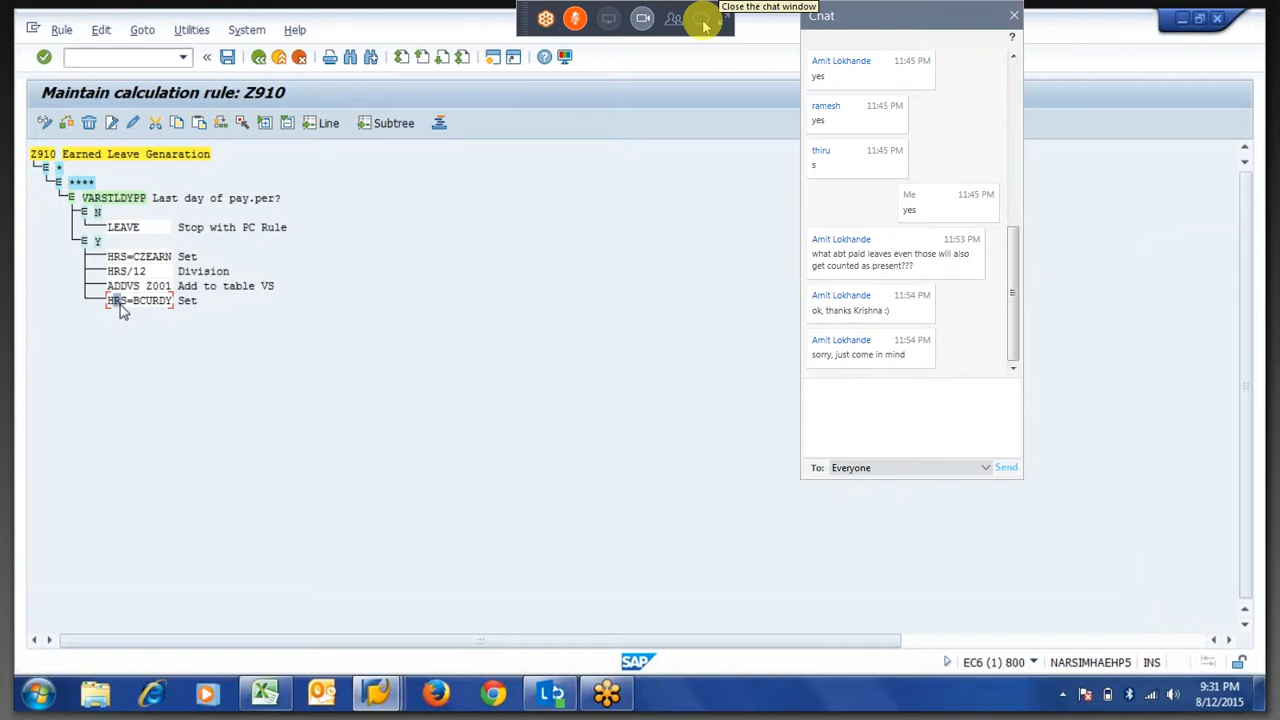 Close the chat window
Rule Edit Goto Utilities System Help
Chat
?
Maintain calculation rule: Z910
Line Subtree
Z910 Earned Leave Genaration
*
****
VARSTLDYPP Last day of pay.per?
N
LEAVE Stop with PC Rule
Y
HRS=CZEARN Set
HRS/12 Division
ADDVS Z001 Add to table VS
HRS=BCURDY Set
Amit Lokhande 11:45 PM
yes
ramesh 11:45 PM
yes
thiru 11:45 PM
s
Me 11:45 PM
yes
Amit Lokhande 11:53 PM
what abt paid leaves even those will also
get counted as present???
Amit Lokhande 11:54 PM
ok, thanks Krishna :)
Amit Lokhande 11:54 PM
sorry, just come in mind
To: Everyone Send
SAP
EC6 (1) 800 NARSIMHAEHP5 INS
9:31 PM
8/12/2015